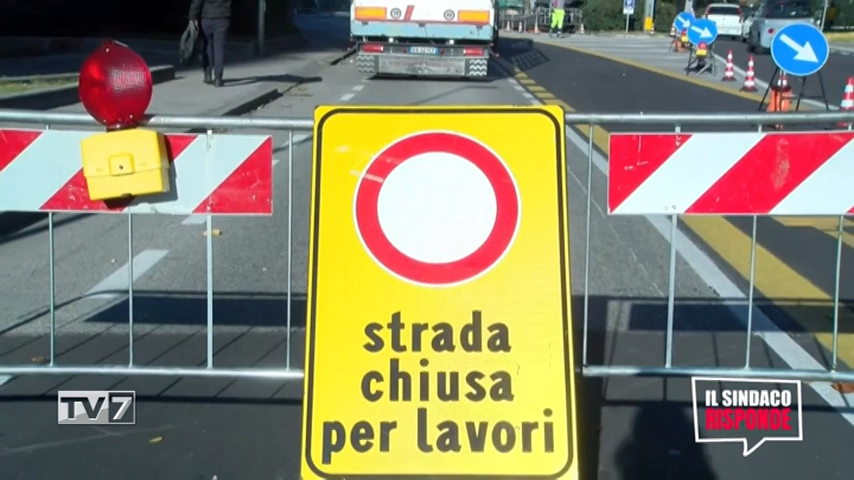 strada
chiusa
per lavori
TV7
IL SINDACO
RISPONDE